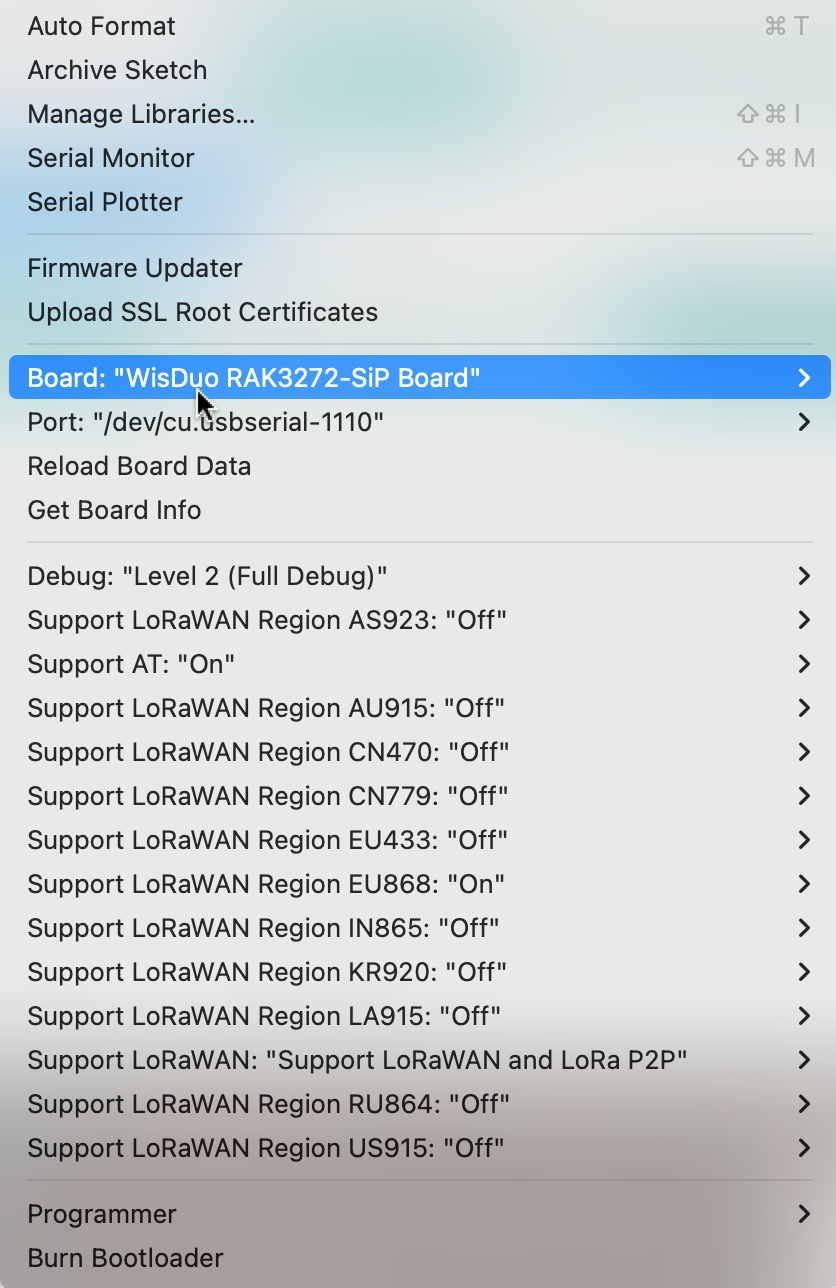 Auto Format ⌘ T
Archive Sketch
Manage Libraries... ⇧ ⌘ I
Serial Monitor ⇧ ⌘ M
Serial Plotter
Firmware Updater
Upload SSL Root Certificates
Board: "WisDuo RAK3272-SiP Board"
Port: "/dev/cu.usbserial-1110"
Reload Board Data
Get Board Info
Debug: "Level 2 (Full Debug)"
Support LoRaWAN Region AS923: "Off"
Support AT: "On"
Support LoRaWAN Region AU915: "Off"
Support LoRaWAN Region CN470: "Off"
Support LoRaWAN Region CN779: "Off"
Support LoRaWAN Region EU433: "Off"
Support LoRaWAN Region EU868: "On"
Support LoRaWAN Region IN865: "Off"
Support LoRaWAN Region KR920: "Off"
Support LoRaWAN Region LA915: "Off"
Support LoRaWAN: "Support LoRaWAN and LoRa P2P"
Support LoRaWAN Region RU864: "Off"
Support LoRaWAN Region US915: "Off"
Programmer
Burn Bootloader